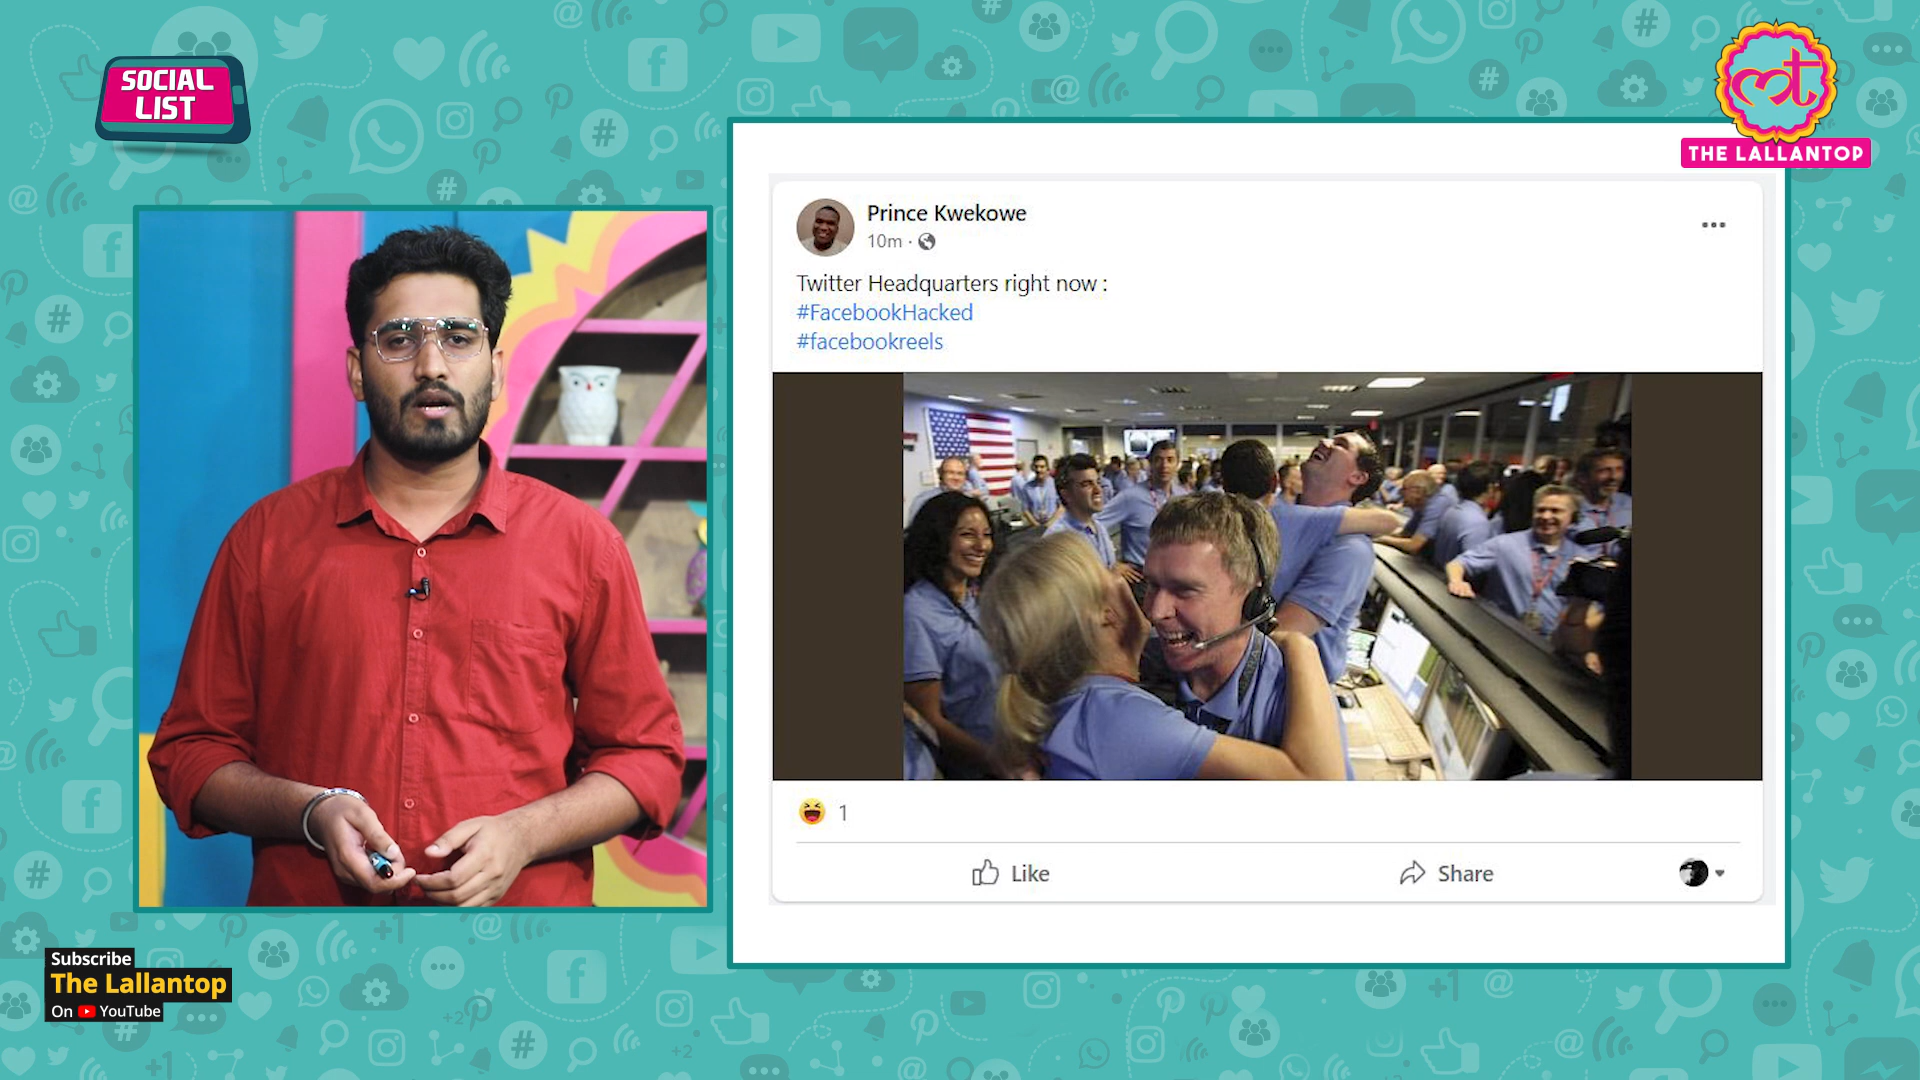 SOCIAL
LIST
THE LALLANTOP
Prince Kwekowe
10m ·
Twitter Headquarters right now :
#FacebookHacked
#facebookreels
1
Like
Share
Subscribe
The Lallantop
On YouTube